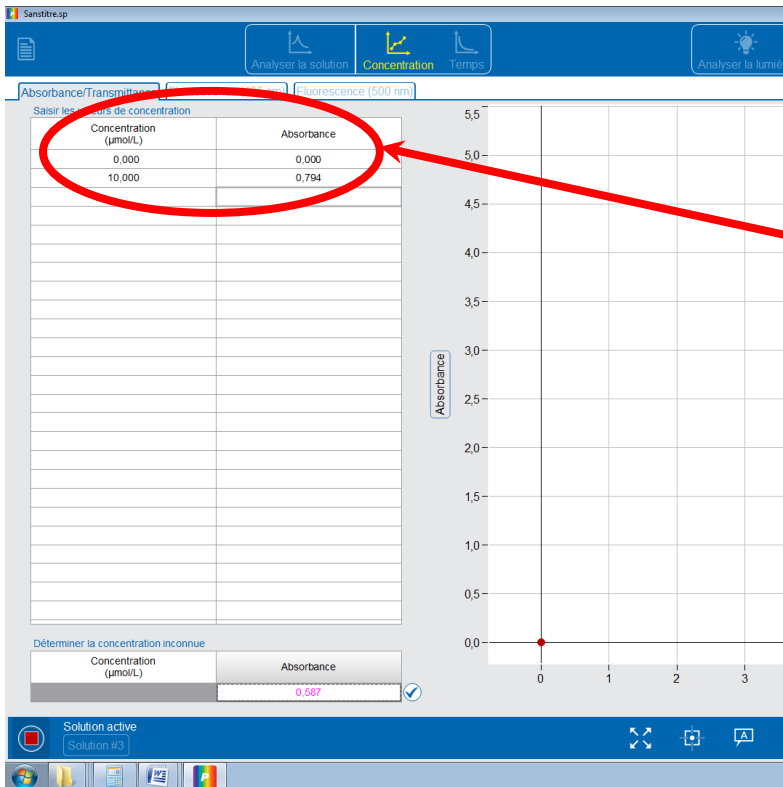 Sanstitre.sp
Analyser la solution
Concentration
Temps
Analyser la lumiè
Absorbance/Transmittance
nm)
Fluorescence (500 nm)
Saisir les valeurs de concentration
Concentration
(µmol/L)
Absorbance
0,000
0,000
10,000
0,794
5,5
5,0
4,5
4,0
3,5
3,0
2,5
2,0
1,5
1,0
0,5
0,0
Absorbance
0
1
2
3
Déterminer la concentration inconnue
Concentration
(µmol/L)
Absorbance
0,587
Solution active
Solution #3
A
W
P